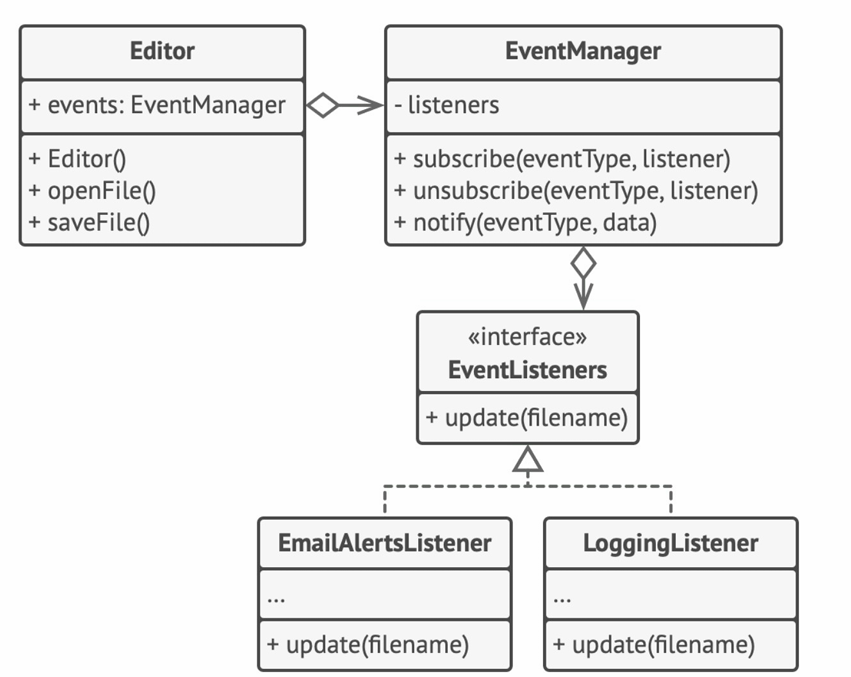 Editor
+ events: EventManager
+ Editor()
+ openFile()
+ saveFile()
EventManager
- listeners
+ subscribe(eventType, listener)
+ unsubscribe(eventType, listener)
+ notify(eventType, data)
«interface»
EventListeners
+ update(filename)
EmailAlertsListener
...
+ update(filename)
LoggingListener
...
+ update(filename)